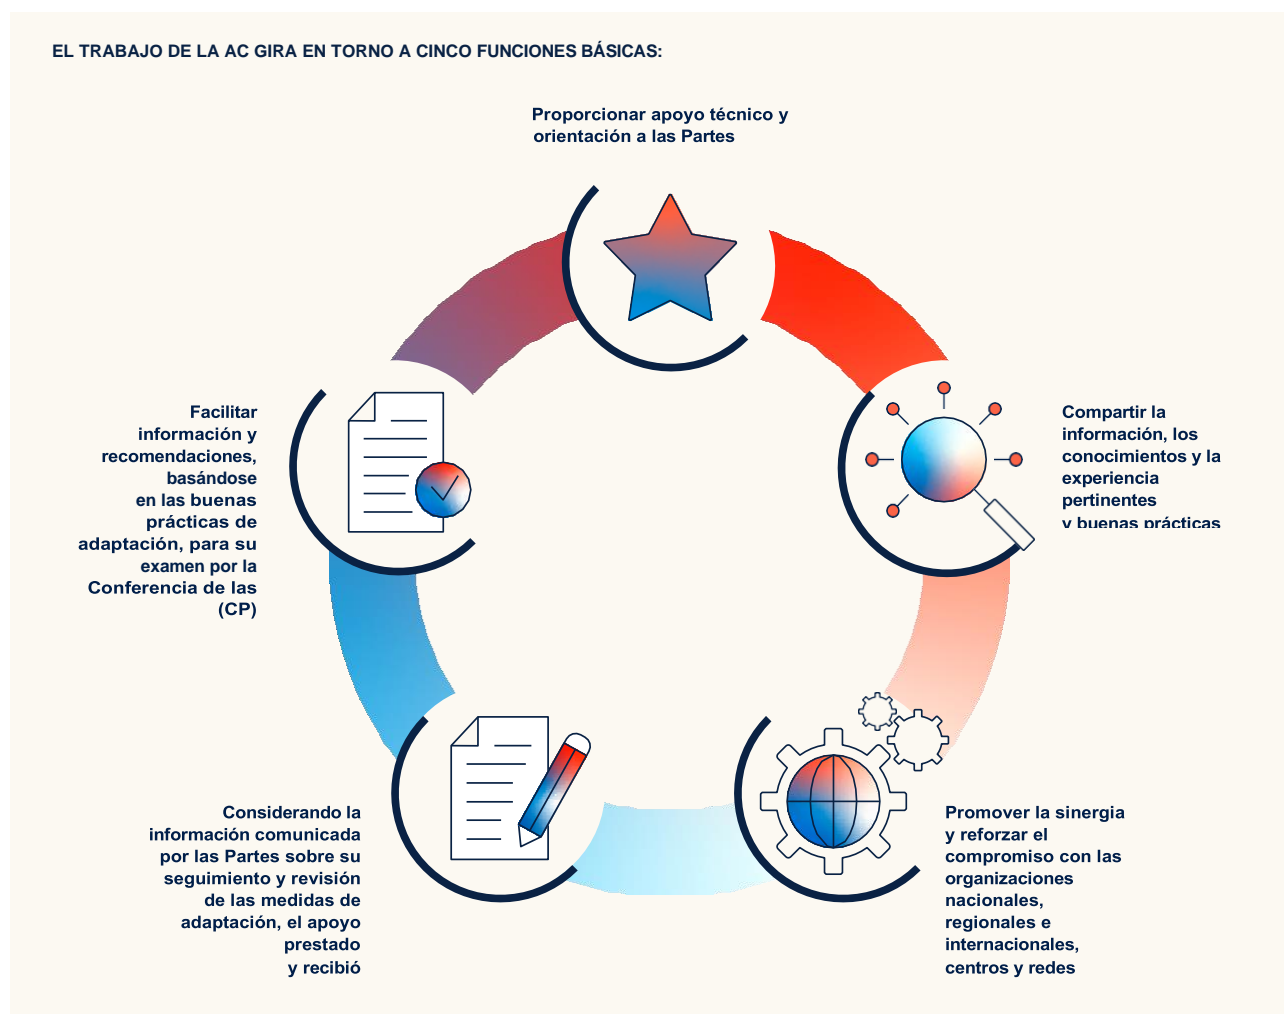 EL TRABAJO DE LA AC GIRA EN TORNO A CINCO FUNCIONES BÁSICAS:
Proporcionar apoyo técnico y
orientación a las Partes
Compartir la
información, los
conocimientos y la
experiencia
pertinentes
y buenas prácticas
Promover la sinergia
y reforzar el
compromiso con las
organizaciones
nacionales,
regionales e
internacionales,
centros y redes
Considerando la
información comunicada
por las Partes sobre su
seguimiento y revisión
de las medidas de
adaptación, el apoyo
prestado
y recibió
Facilitar
información y
recomendaciones,
basándose
en las buenas
prácticas de
adaptación, para su
examen por la
Conferencia de las
(CP)